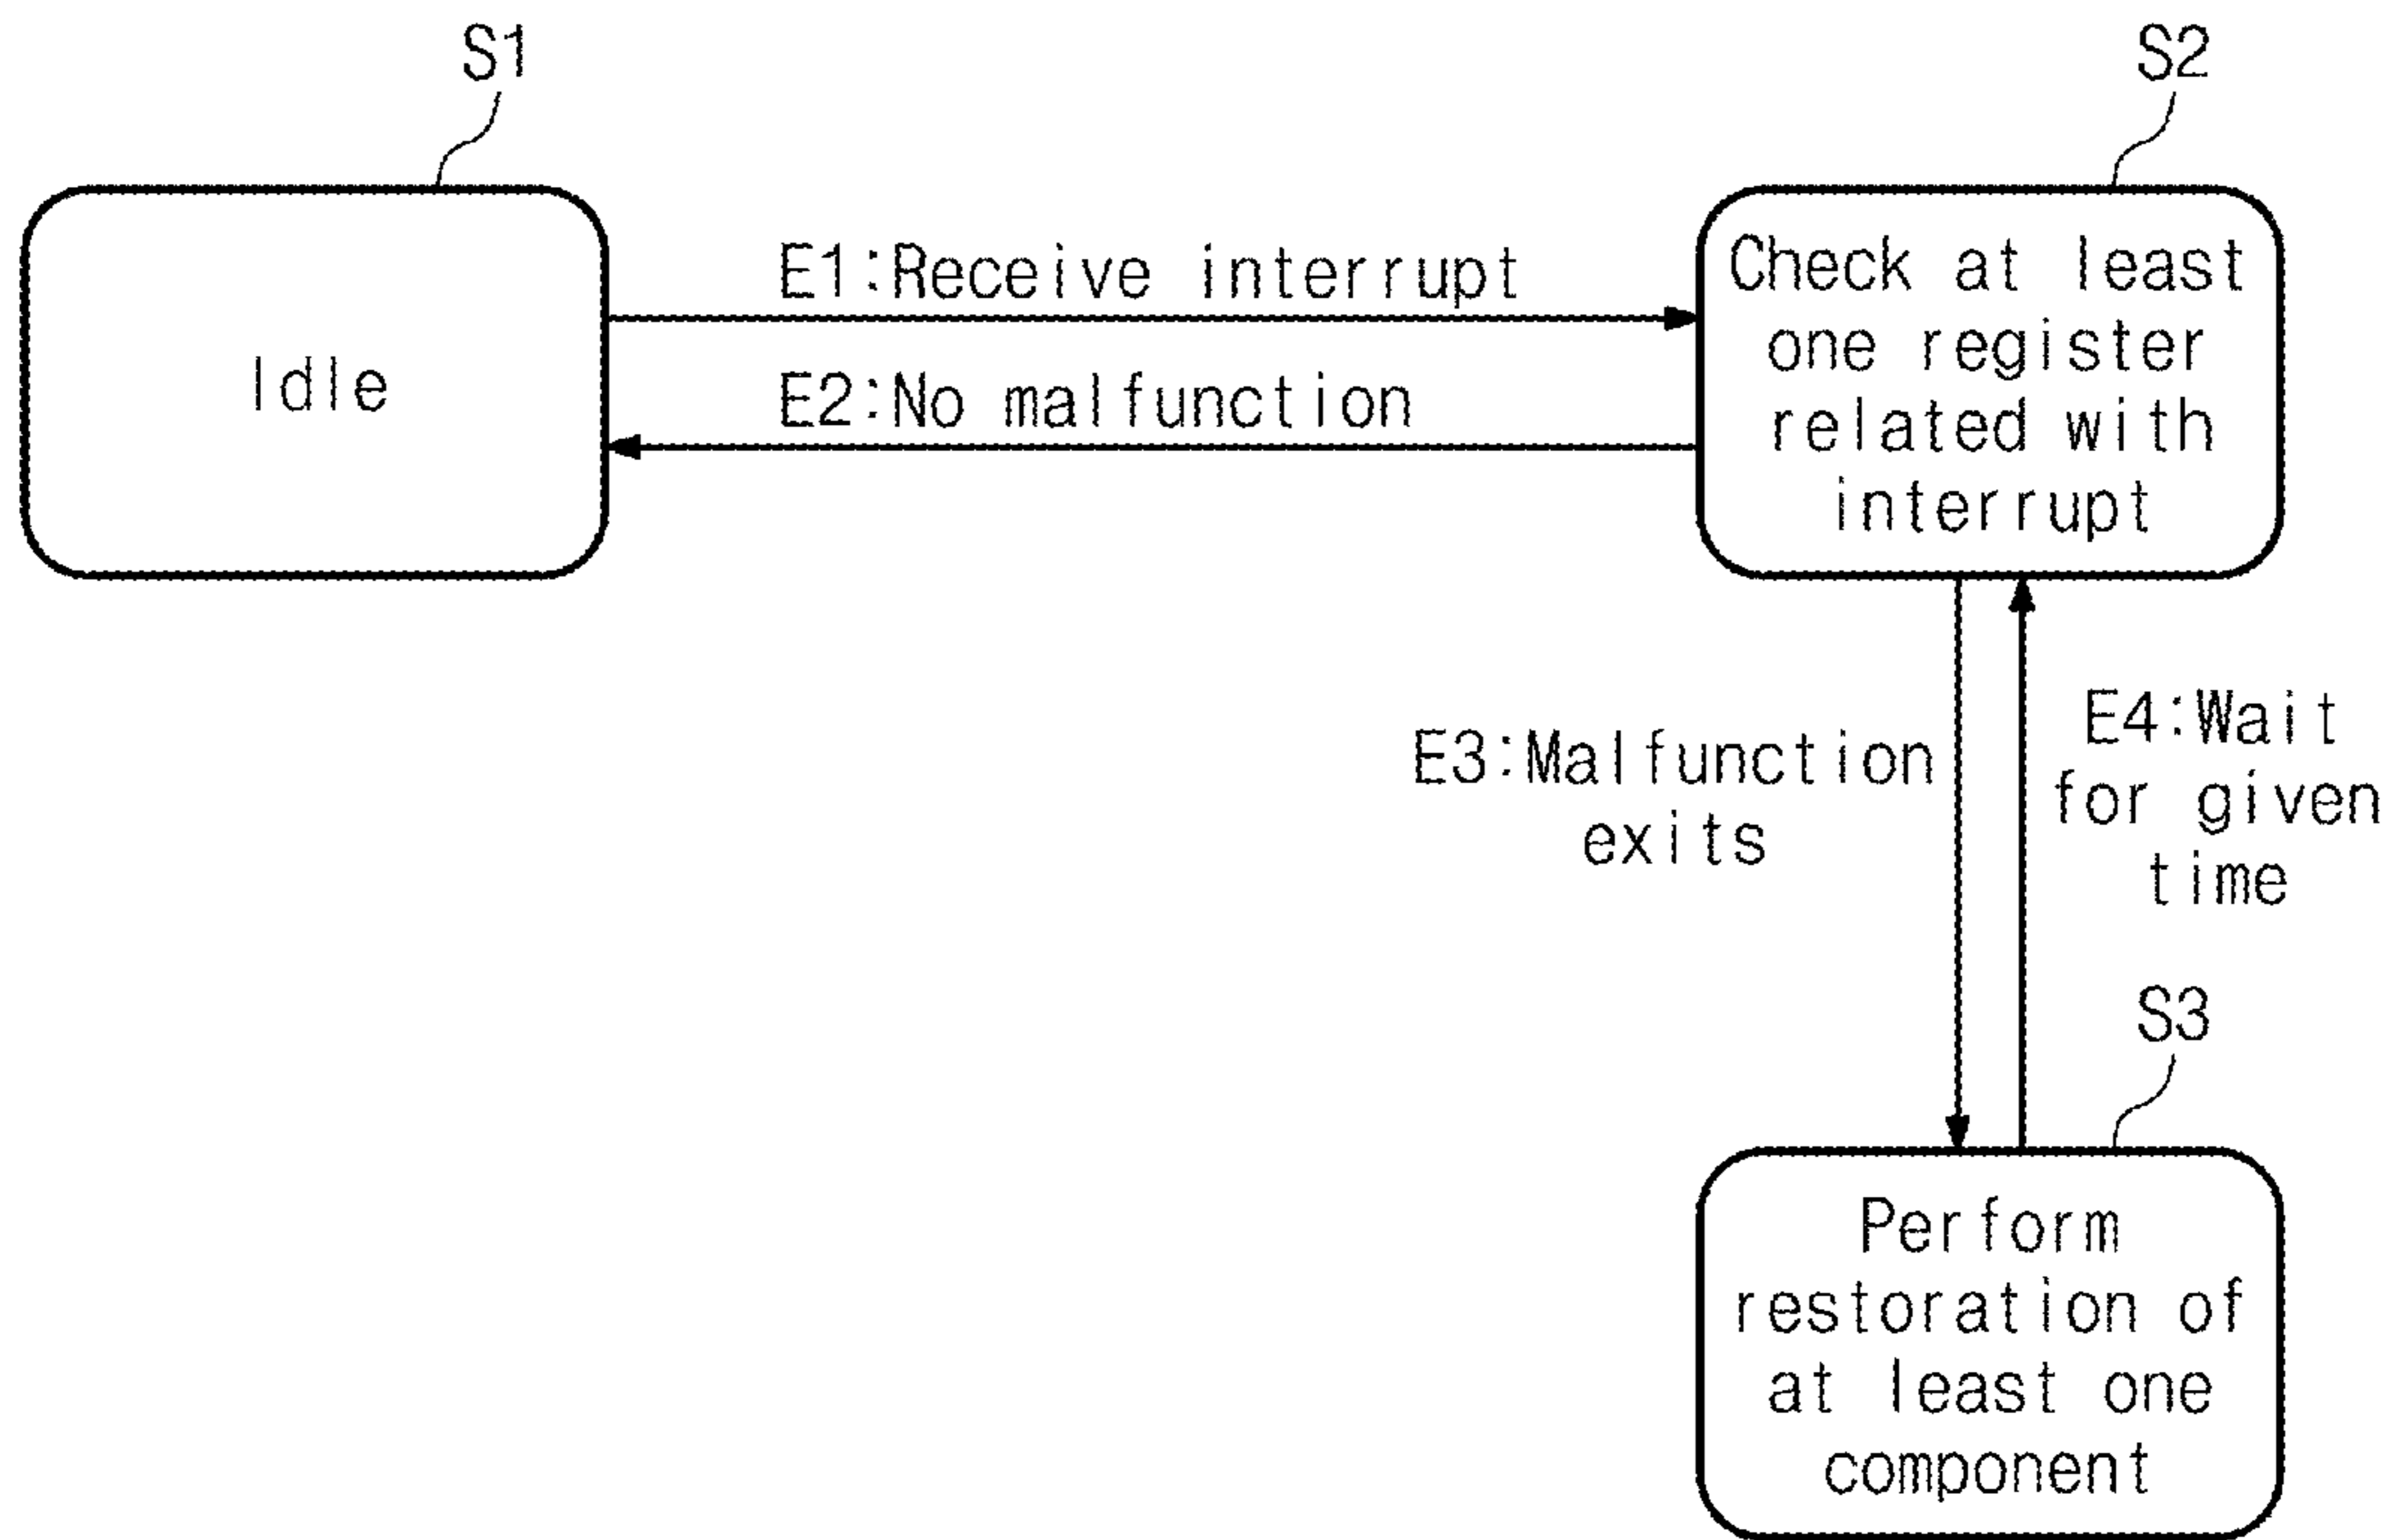 S1
S2
Idle
E1:Receive interrupt
E2:No malfunction
Check at least
one register
related with
interrupt
E3:Malfunction
exits
E4:Wait
for given
time
S3
Perform
restoration of
at least one
component